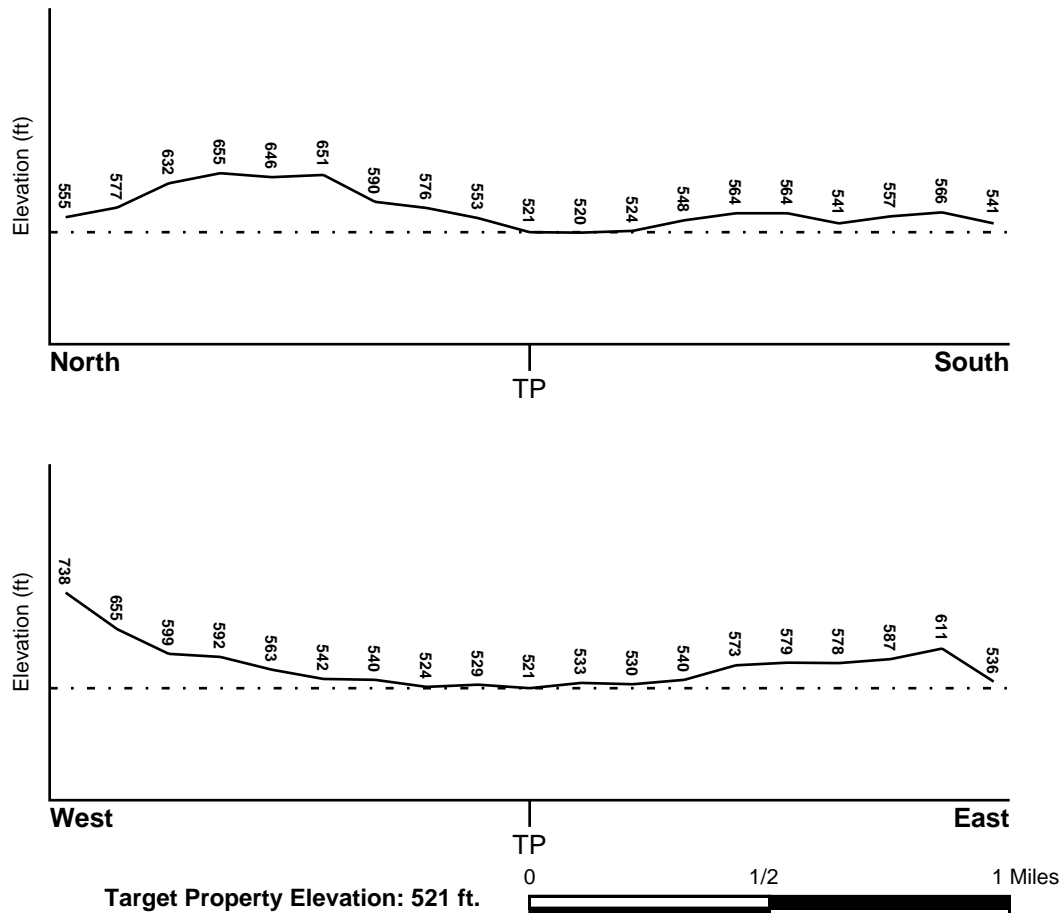 Elevation (ft)
555 577 632 655 646 651 590 576 553 521 520 524 548 564 564 541 557 566 541
North South
TP
Elevation (ft)
738 655 599 592 563 542 540 524 529 521 533 530 540 573 579 578 587 611 536
West East
TP
Target Property Elevation: 521 ft.
0 1/2 1 Miles